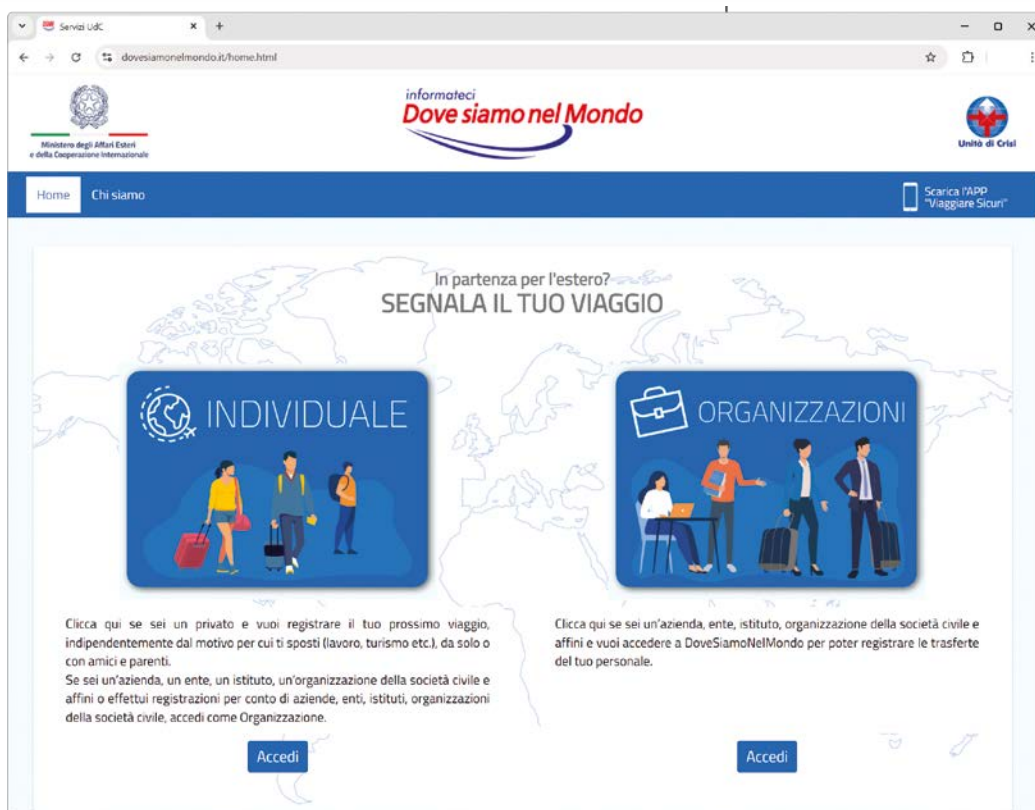 Servizi UdC
dovesiamonelmondo.it/home.html
Ministero degli Affari Esteri
e della Cooperazione Internazionale
informateci
Dove siamo nel Mondo
Unità di Crisi
Home Chi siamo
Scarica l'APP
"Viaggiare Sicuri"
In partenza per l'estero?
SEGNALA IL TUO VIAGGIO
INDIVIDUALE
Clicca qui se sei un privato e vuoi registrare il tuo prossimo viaggio,
indipendentemente dal motivo per cui ti sposti (lavoro, turismo etc.), da solo o
con amici e parenti.
Se sei un'azienda, un ente, un istituto, un'organizzazione della società civile e
affini o effettui registrazioni per conto di aziende, enti, istituti, organizzazioni
della società civile, accedi come Organizzazione.
Accedi
ORGANIZZAZIONI
Clicca qui se sei un'azienda, ente, istituto, organizzazione della società civile e
affini e vuoi accedere a DoveSiamoNelMondo per poter registrare le trasferte
del tuo personale.
Accedi